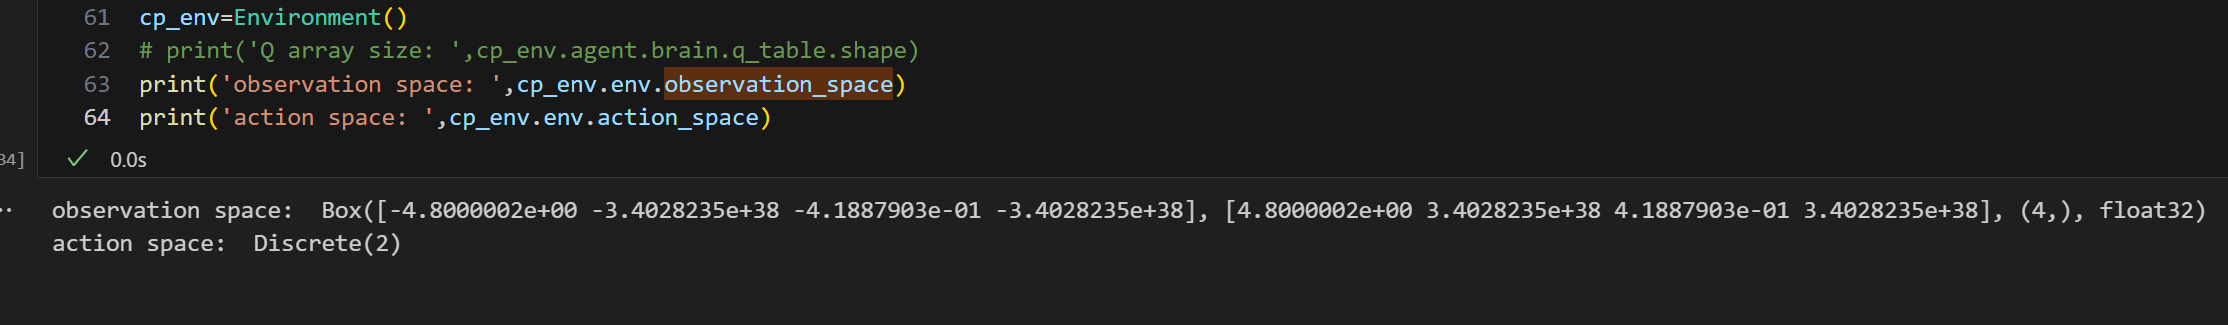 61 cp_env=Environment()
62 # print('Q array size: ',cp_env.agent.brain.q_table.shape)
63 print('observation space: ',cp_env.env.observation_space)
64 print('action space: ',cp_env.env.action_space)
34] ✓ 0.0s
observation space:  Box([-4.8000002e+00 -3.4028235e+38 -4.1887903e-01 -3.4028235e+38], [4.8000002e+00 3.4028235e+38 4.1887903e-01 3.4028235e+38], (4,), float32)
action space:  Discrete(2)